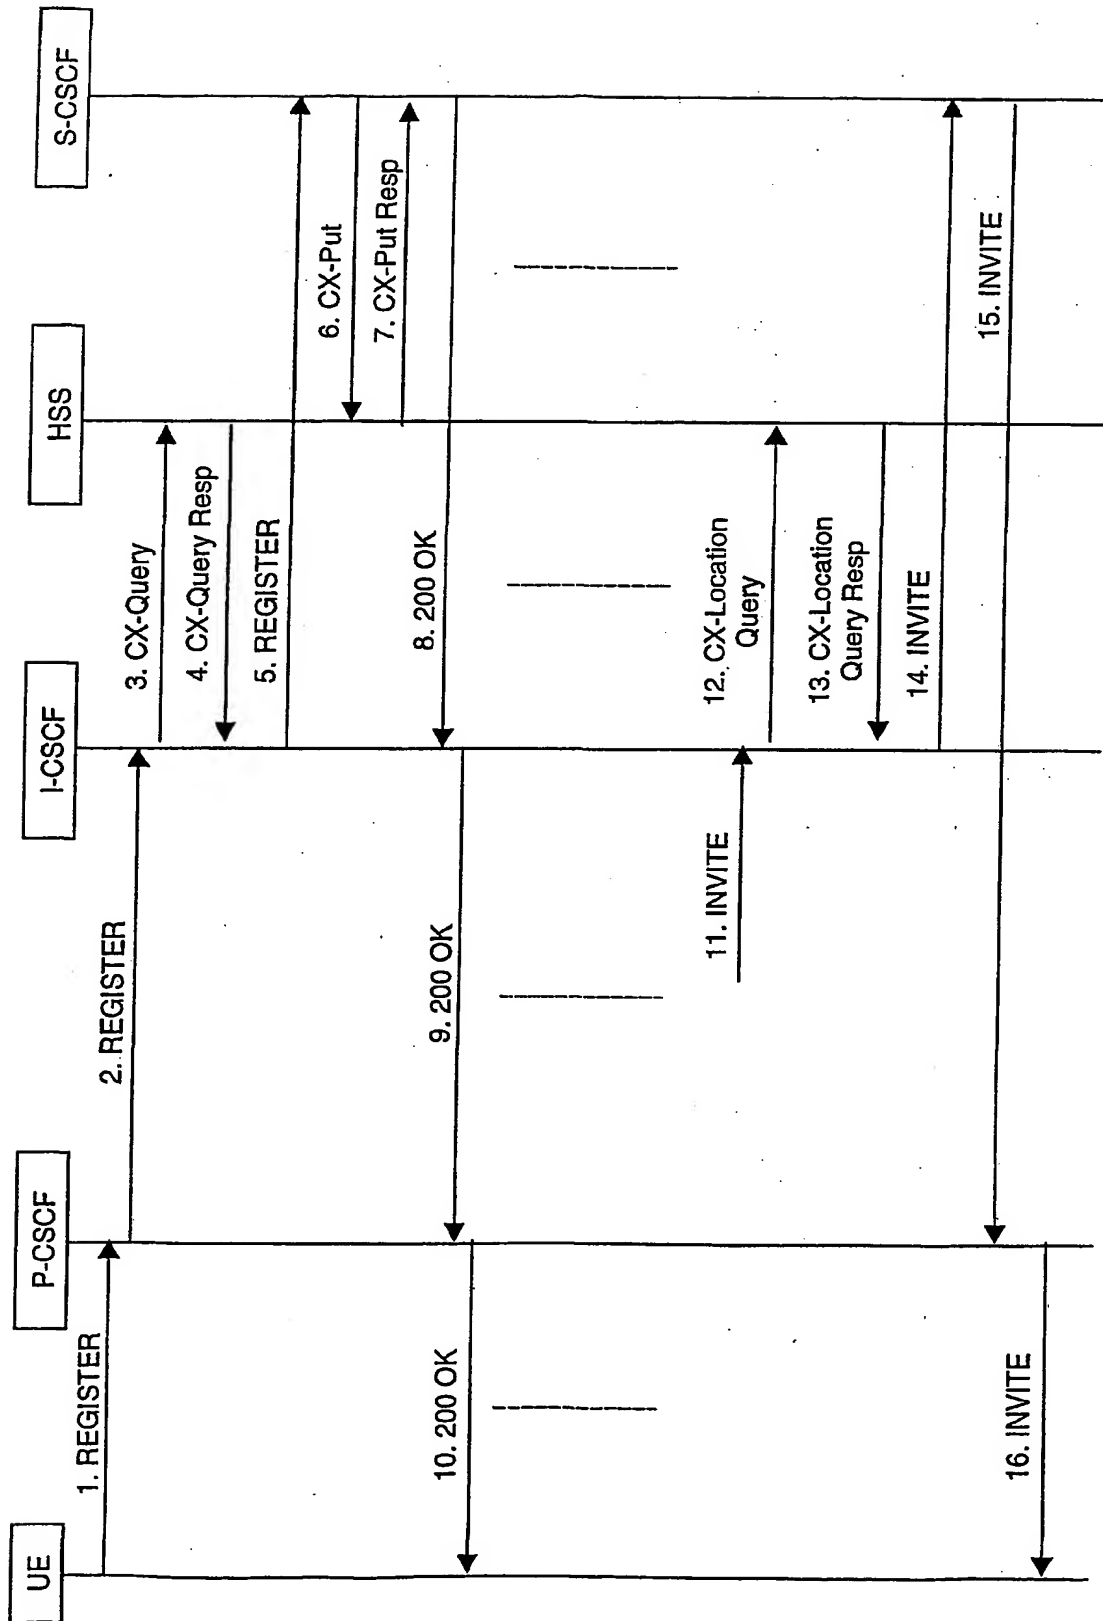 UE
P-CSCF
I-CSCF
HSS
S-CSCF
1. REGISTER
2. REGISTER
3. CX-Query
4. CX-Query Resp
5. REGISTER
6. CX-Put
7. CX-Put Resp
8. 200 OK
9. 200 OK
10. 200 OK
11. INVITE
12. CX-Location
Query
13. CX-Location
Query Resp
14. INVITE
15. INVITE
16. INVITE